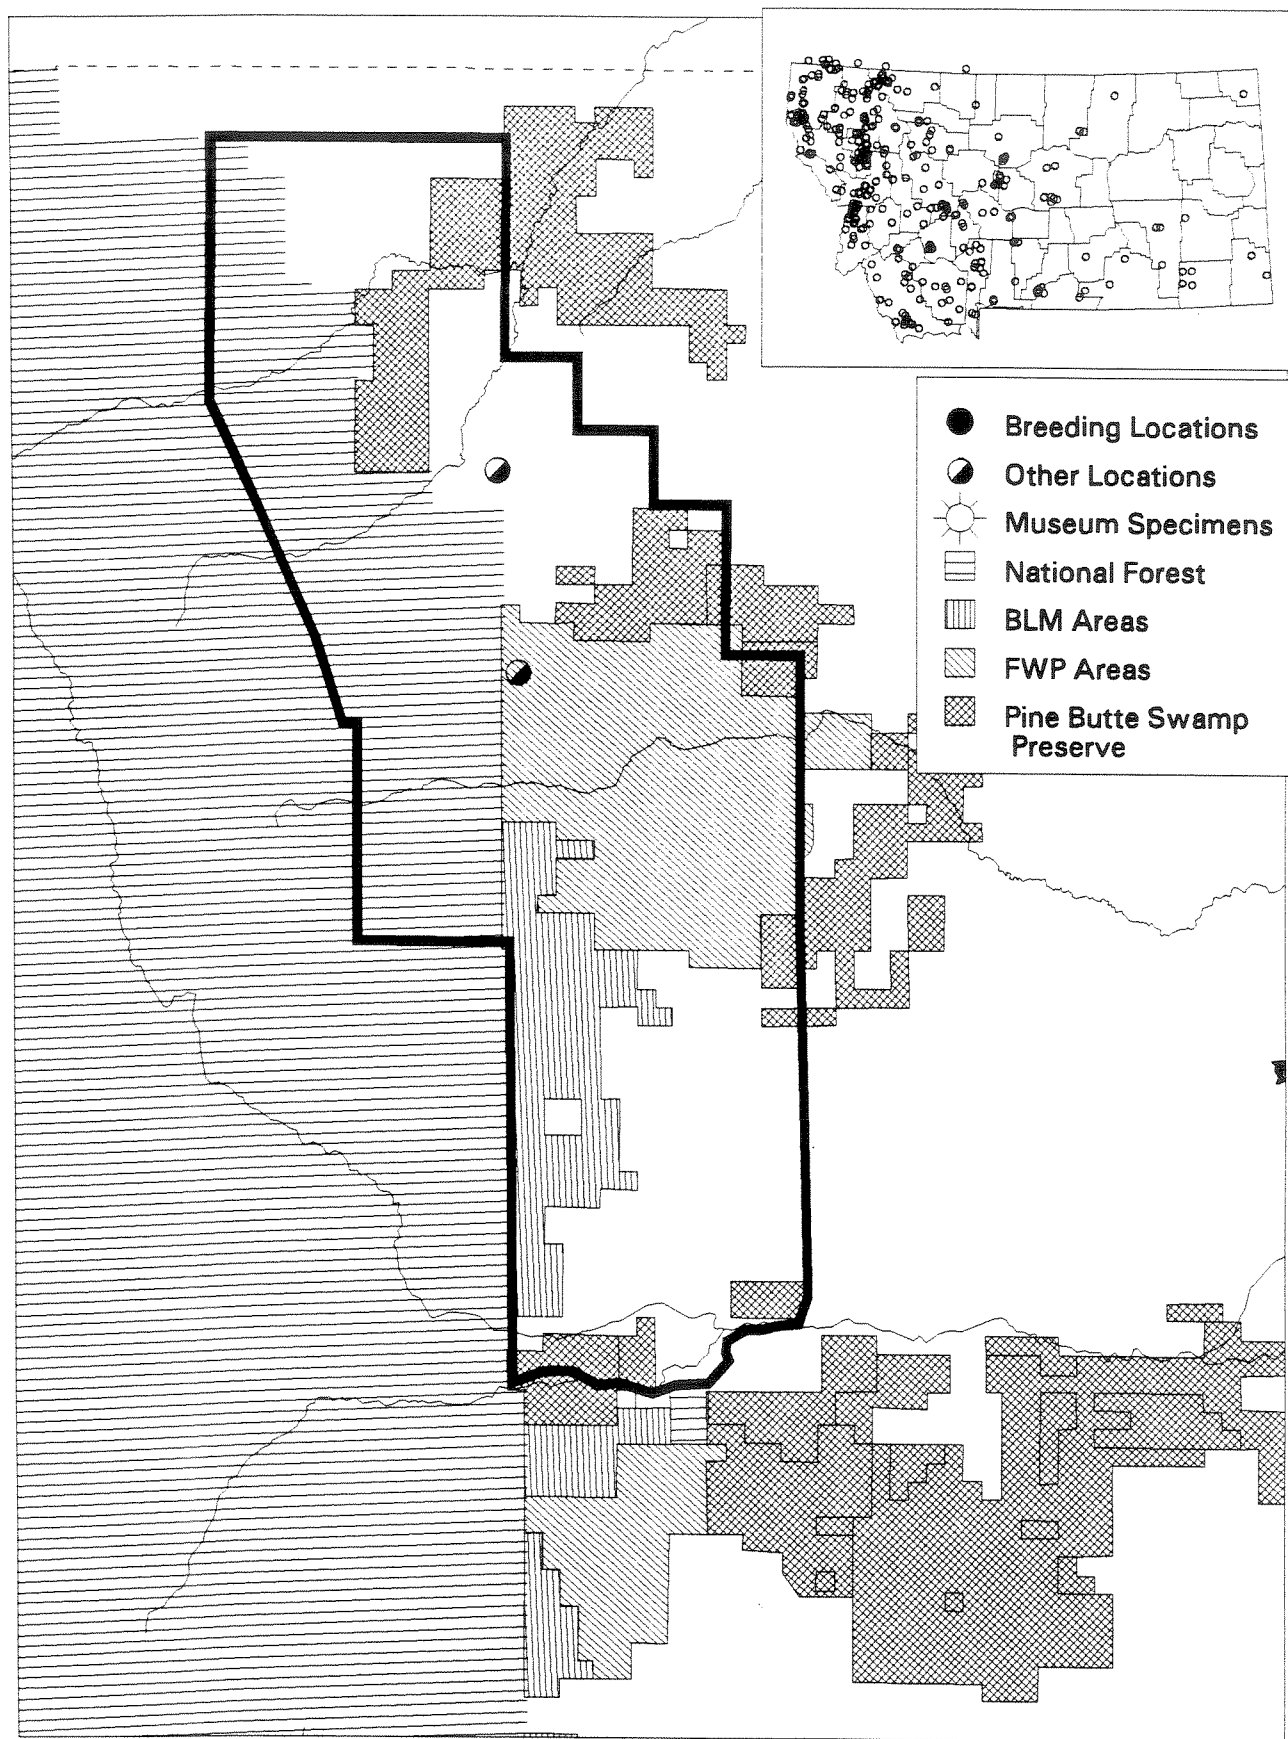 Breeding Locations
Other Locations
Museum Specimens
National Forest
BLM Areas
FWP Areas
Pine Butte Swamp
Preserve